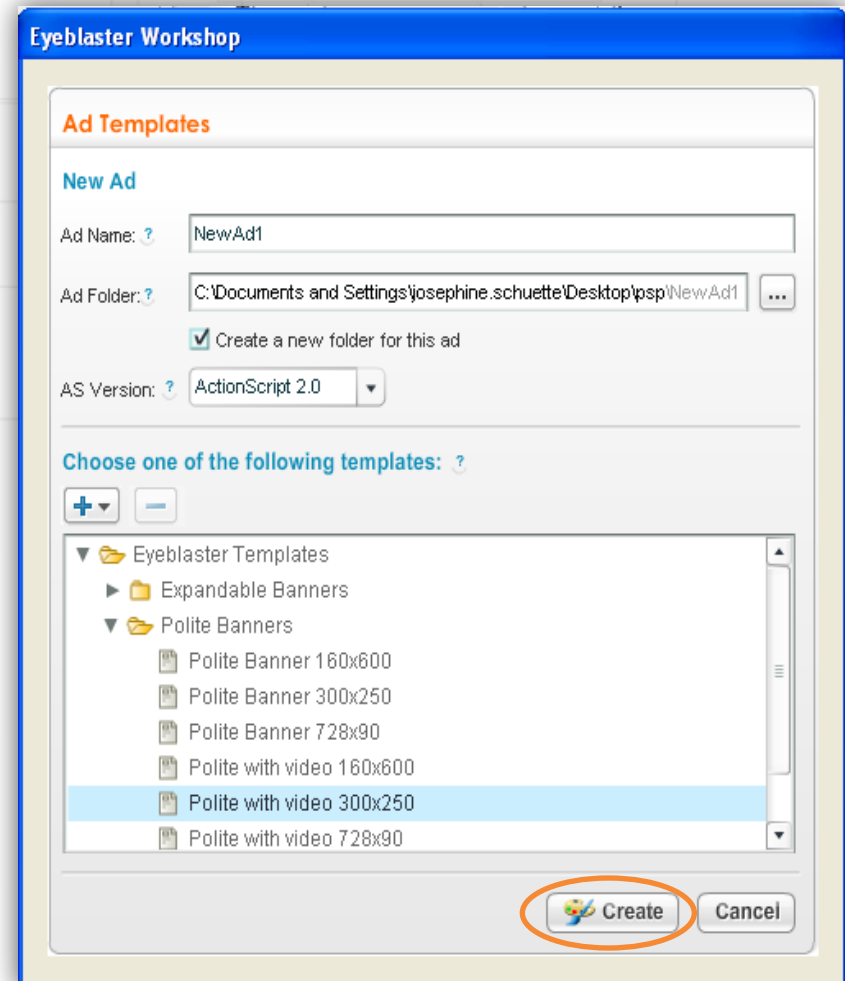 Eyeblaster Workshop
Ad Templates
New Ad
Ad Name: ? NewAd1
Ad Folder: ? C:\Documents and Settings\josephine.schuette\Desktop\psp\NewAd1 ...
Create a new folder for this ad
AS Version: ? ActionScript 2.0
Choose one of the following templates: ?
Eyeblaster Templates
Expandable Banners
Polite Banners
Polite Banner 160x600
Polite Banner 300x250
Polite Banner 728x90
Polite with video 160x600
Polite with video 300x250
Polite with video 728x90
Create Cancel